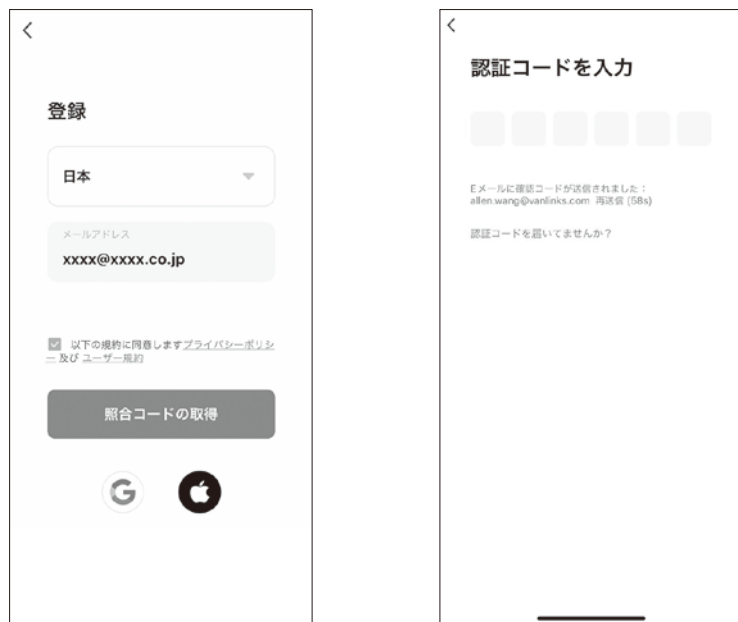 登録
日本
メールアドレス
xxxx@xxxx.co.jp
以下の規約に同意しますプライバシーポリシ
ー 及び ユーザー規約
照合コードの取得
認証コードを入力
Eメールに確認コードが送信されました：
allen.wang@vanlinks.com 再送信 (58s)
認証コードを届いてませんか？